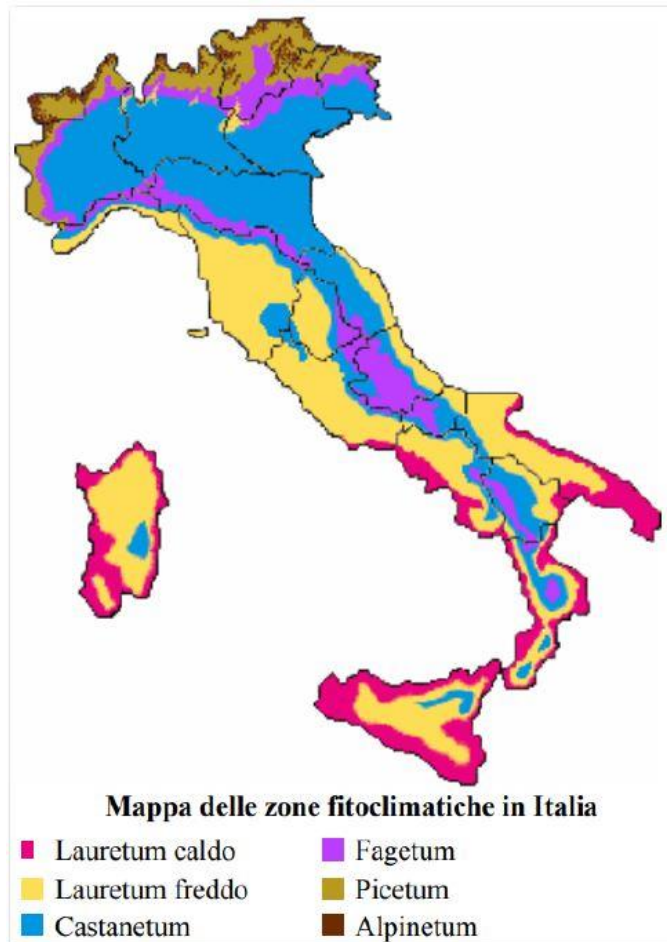 Mappa delle zone fitoclimatiche in Italia
Lauretum caldo
Fagetum
Lauretum freddo
Picetum
Castanetum
Alpinetum